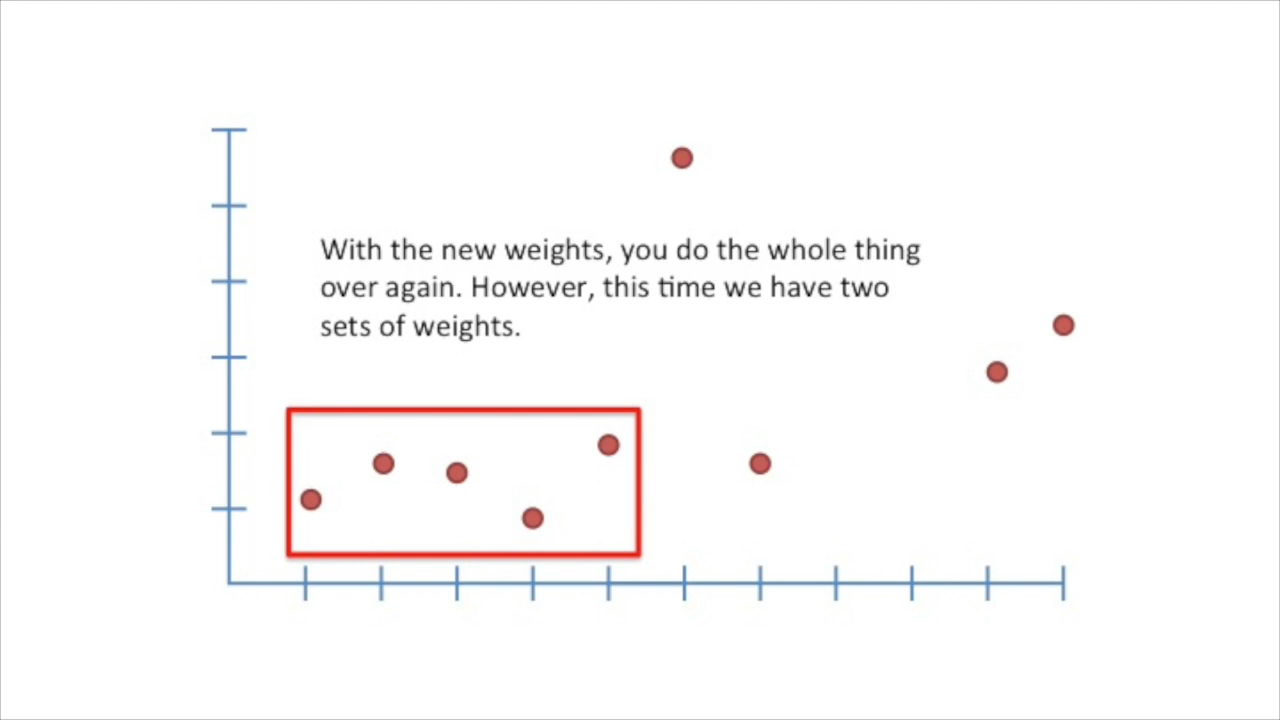 With the new weights, you do the whole thing
over again. However, this time we have two
sets of weights.